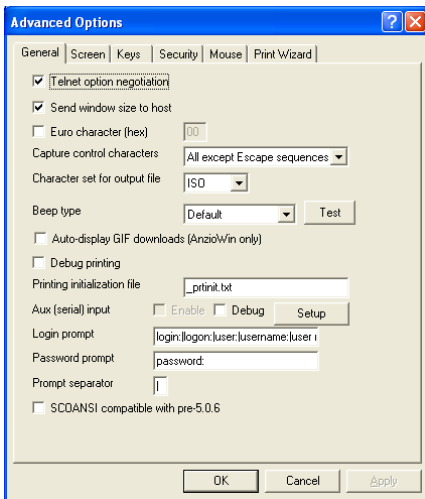 Advanced Options
General Screen Keys Security Mouse Print Wizard
Telnet option negotiation
Send window size to host
Euro character (hex) 00
Capture control characters All except Escape sequences
Character set for output file ISO
Beep type Default Test
Auto-display GIF downloads (AnzioWin only)
Debug printing
Printing initialization file _prtinit.txt
Aux (serial) input Enable Debug Setup
Login prompt login:|logon:|user:|username:|user
Password prompt password:
Prompt separator |
SCOANSI compatible with pre-5.0.6
OK Cancel Apply